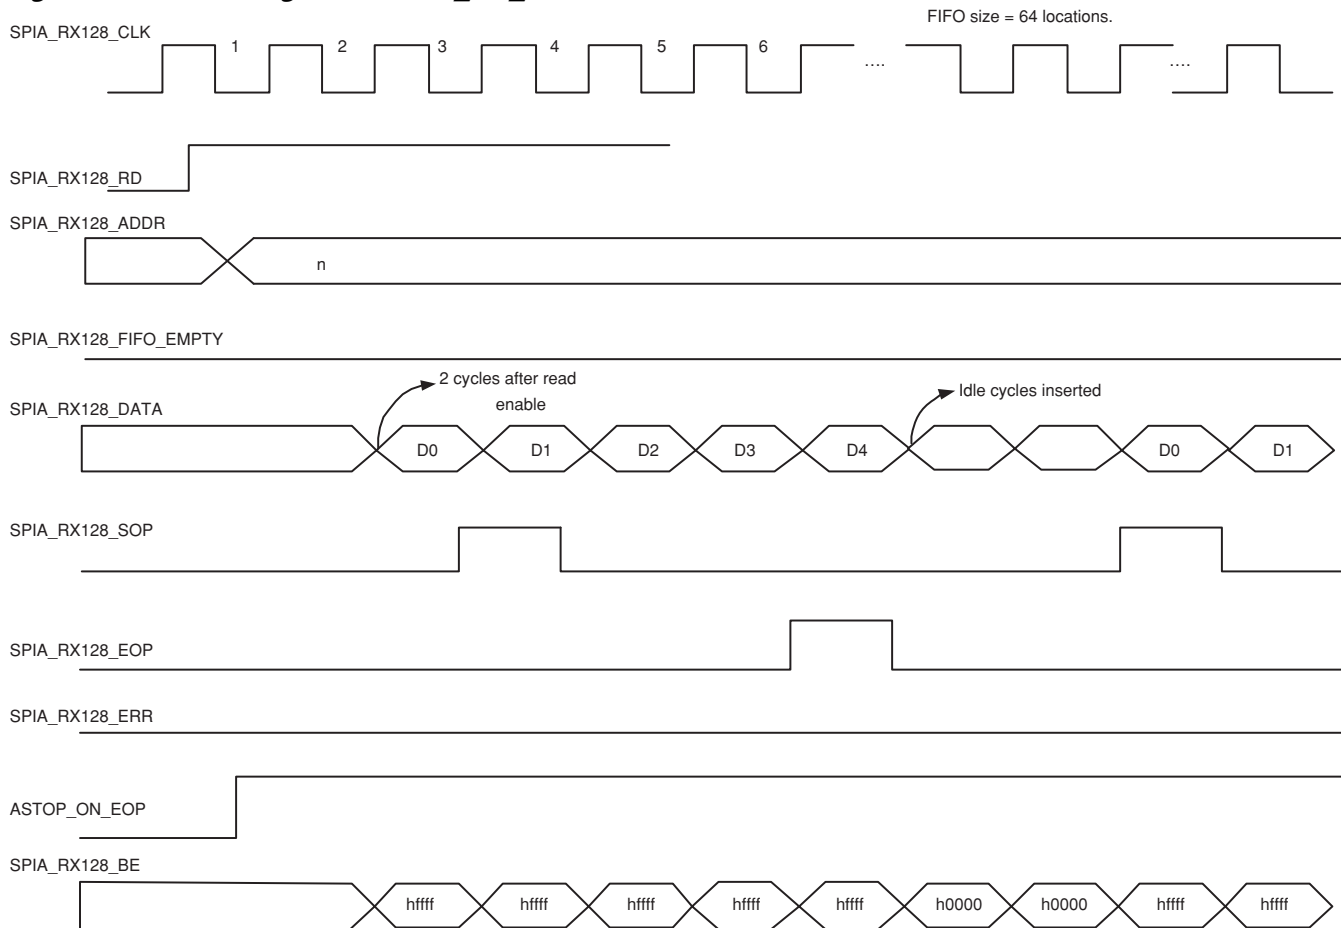 FIFO size = 64 locations.
SPIA_RX128_CLK
1 2 3 4 5 6 .... ....
SPIA_RX128_RD
SPIA_RX128_ADDR
n
SPIA_RX128_FIFO_EMPTY
2 cycles after read
enable
Idle cycles inserted
SPIA_RX128_DATA
D0 D1 D2 D3 D4 D0 D1
SPIA_RX128_SOP
SPIA_RX128_EOP
SPIA_RX128_ERR
ASTOP_ON_EOP
SPIA_RX128_BE
hffff hffff hffff hffff hffff h0000 h0000 hffff hffff